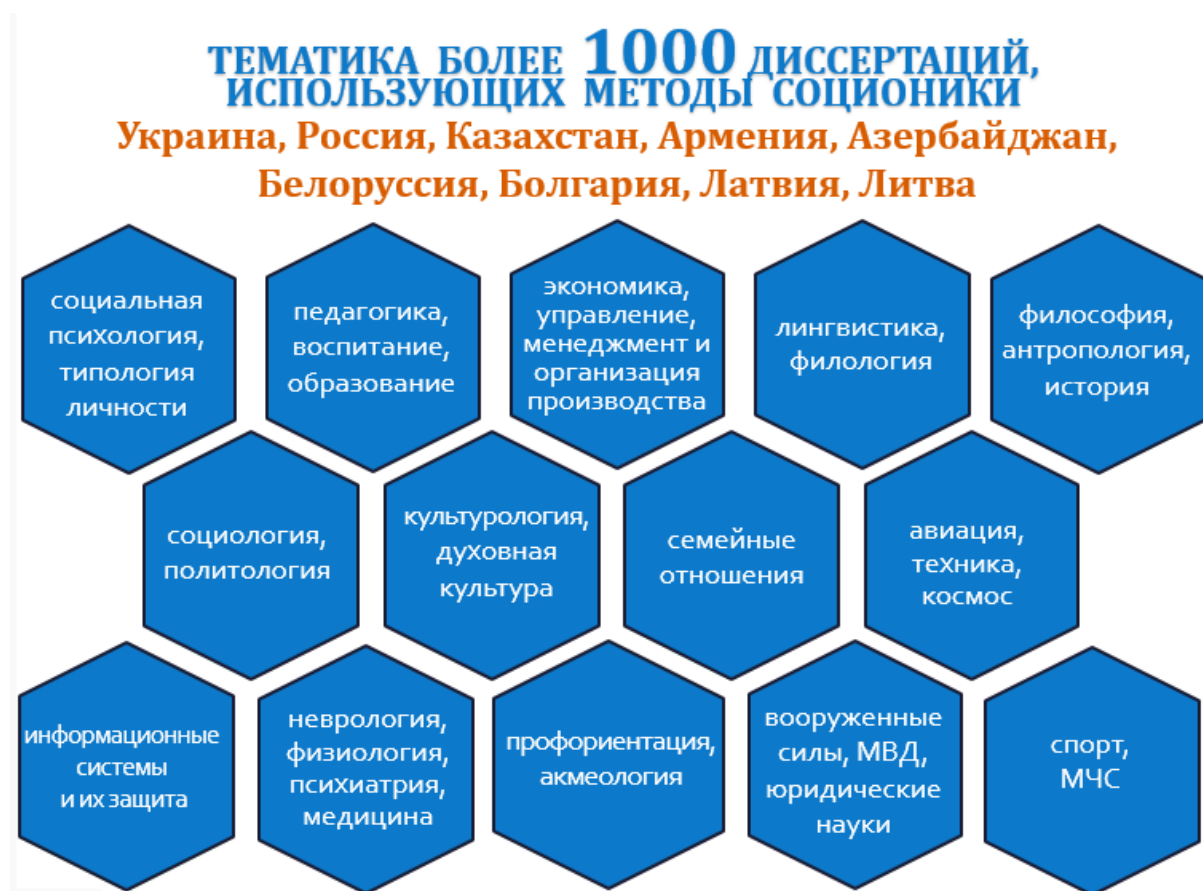 ТЕМАТИКА БОЛЕЕ 1000 ДИССЕРТАЦИЙ,
ИСПОЛЬЗУЮЩИХ МЕТОДЫ СОЦИОНИКИ
Украина, Россия, Казахстан, Армения, Азербайджан,
Белоруссия, Болгария, Латвия, Литва
социальная
психология,
типология
личности
педагогика,
воспитание,
образование
экономика,
управление,
менеджмент и
организация
производства
лингвистика,
филология
философия,
антропология,
история
социология,
политология
культурология,
духовная
культура
семейные
отношения
авиация,
техника,
космос
информационные
системы
и их защита
неврология,
физиология,
психиатрия,
медицина
профориентация,
акмеология
вооруженные
силы, МВД,
юридические
науки
спорт,
МЧС